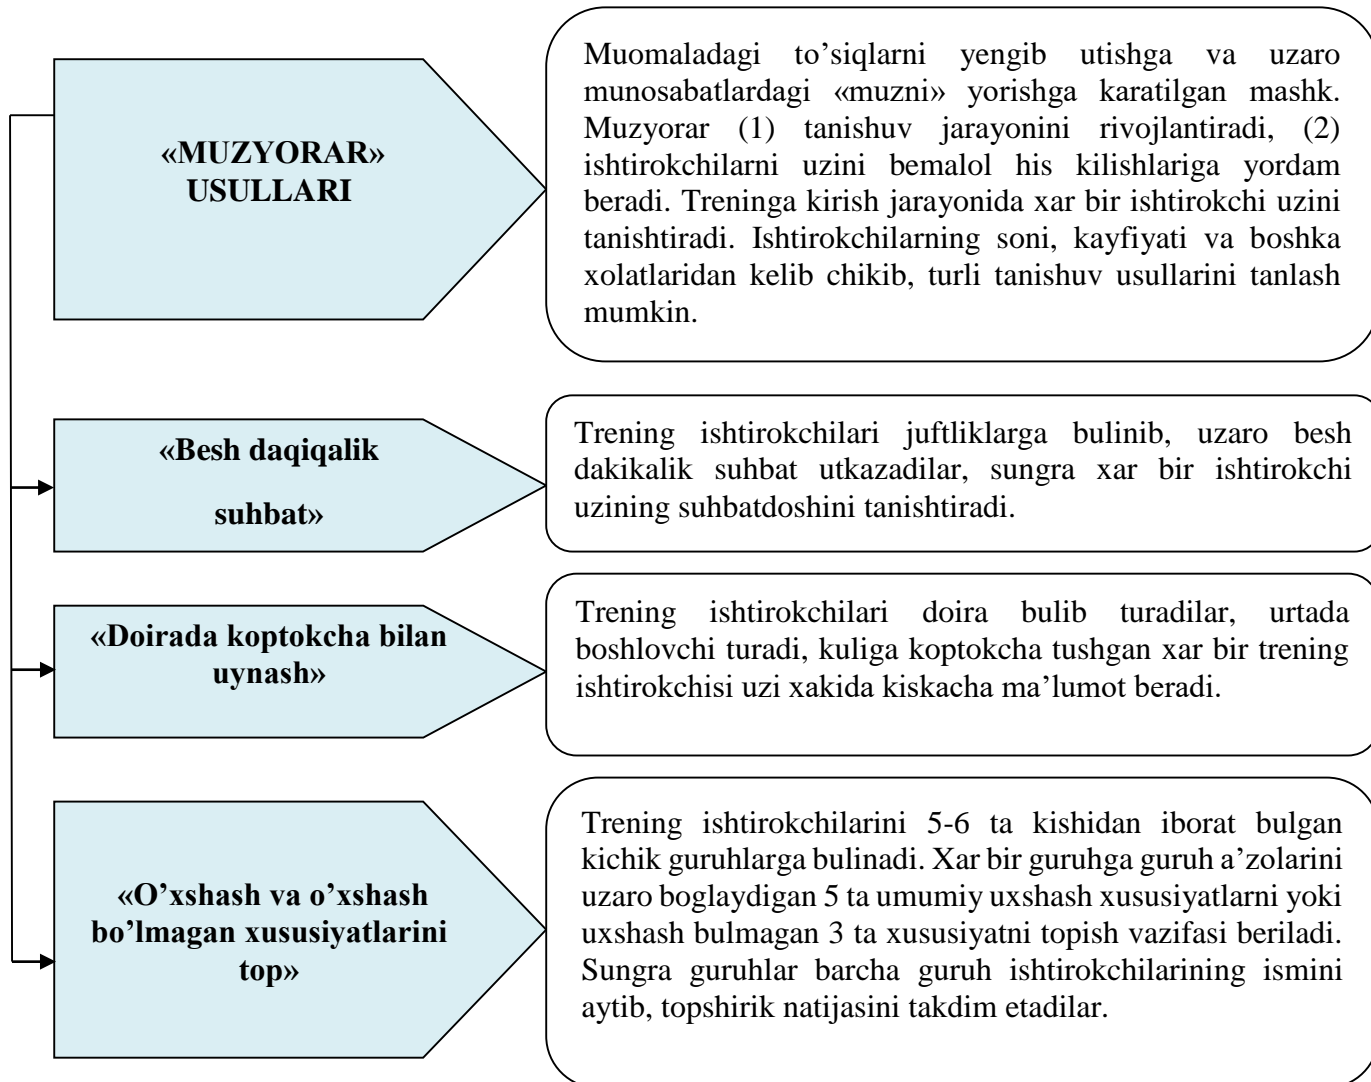 «MUZYORAR»
USULLARI
Muomaladagi to’siqlarni yengib utishga va uzaro
munosabatlardagi «muzni» yorishga karatilgan mashk.
Muzyorar (1) tanishuv jarayonini rivojlantiradi, (2)
ishtirokchilarni uzini bemalol his kilishlariga yordam
beradi. Treninga kirish jarayonida xar bir ishtirokchi uzini
tanishtiradi. Ishtirokchilarning soni, kayfiyati va boshka
xolatlaridan kelib chikib, turli tanishuv usullarini tanlash
mumkin.
«Besh daqiqalik
suhbat»
Trening ishtirokchilari juftliklarga bulinib, uzaro besh
dakikalik suhbat utkazadilar, sungra xar bir ishtirokchi
uzining suhbatdoshini tanishtiradi.
«Doirada koptokcha bilan
uynash»
Trening ishtirokchilari doira bulib turadilar, urtada
boshlovchi turadi, kuliga koptokcha tushgan xar bir trening
ishtirokchisi uzi xakida kiskacha ma’lumot beradi.
«O’xshash va o’xshash
bo’lmagan xususiyatlarini
top»
Trening ishtirokchilarini 5-6 ta kishidan iborat bulgan
kichik guruhlarga bulinadi. Xar bir guruhga guruh a’zolarini
uzaro boglaydigan 5 ta umumiy uxshash xususiyatlarni yoki
uxshash bulmagan 3 ta xususiyatni topish vazifasi beriladi.
Sungra guruhlar barcha guruh ishtirokchilarining ismini
aytib, topshirik natijasini takdim etadilar.